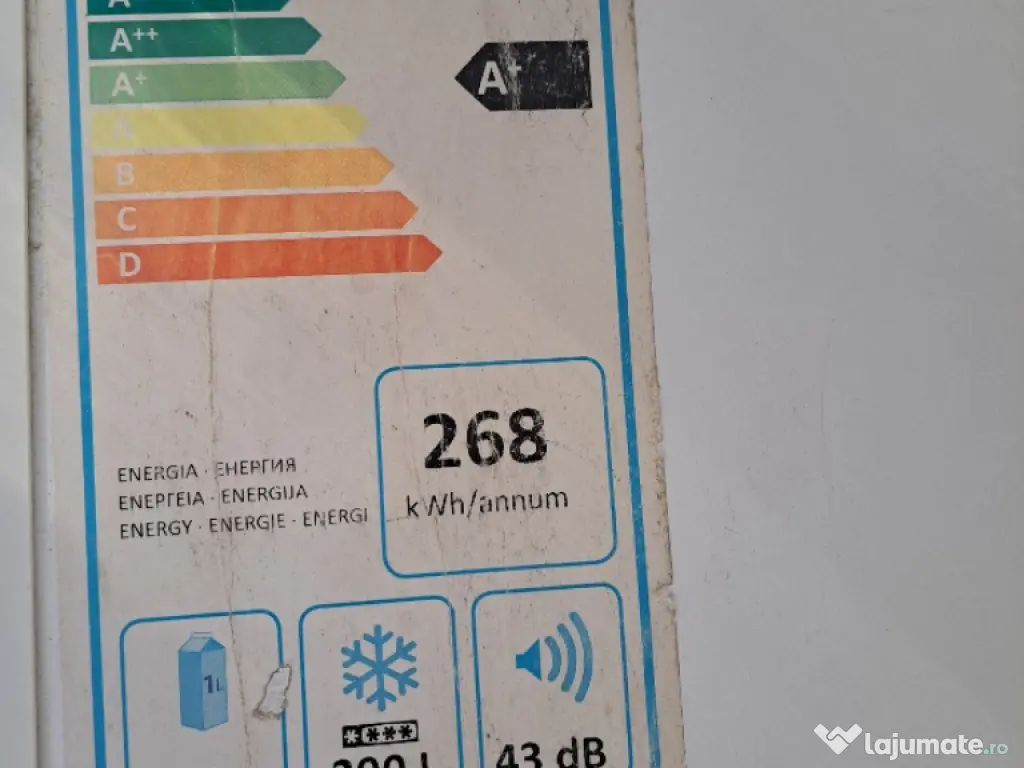 A++
A+
A+
A
B
C
D
268
kWh/annum
ENERGIA · ЕНЕРГИЯ
ΕΝΕΡΓΕΙΑ · ENERGIJA
ENERGY · ENERGIE · ENERGI
1L
43 dB
lajumate.ro